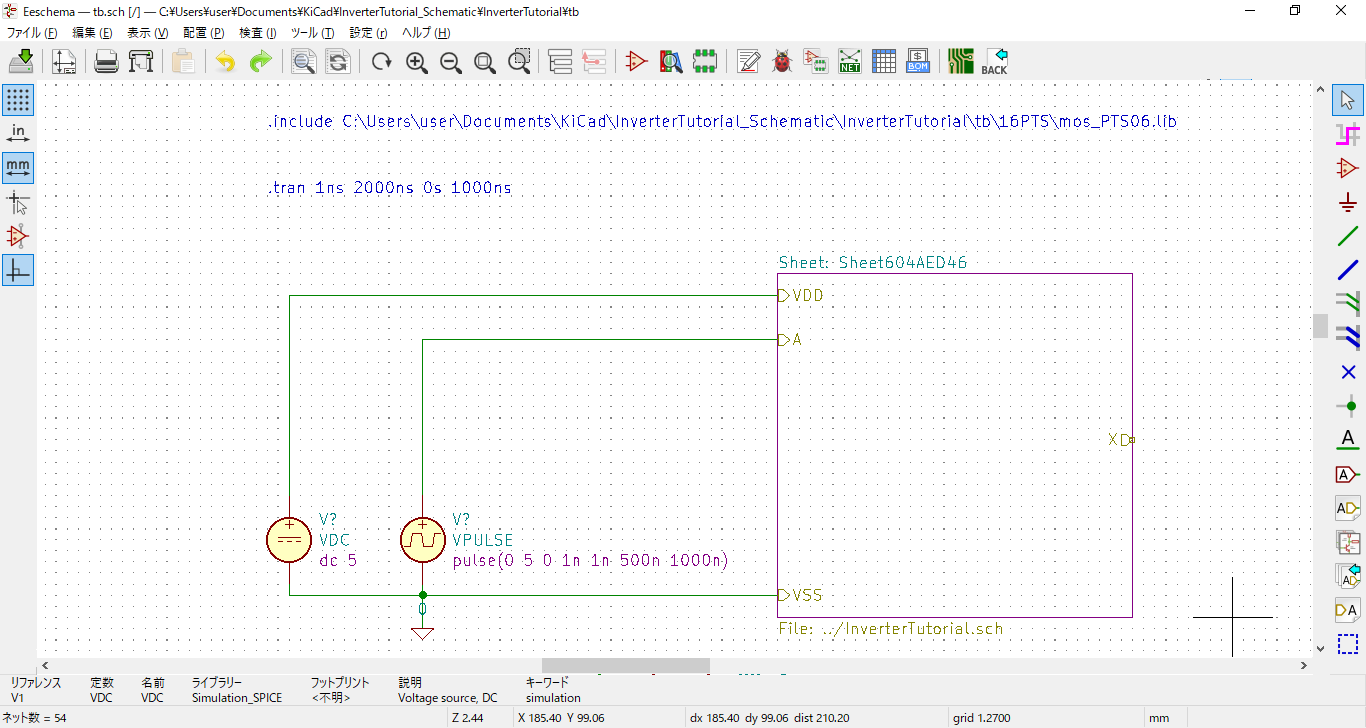 Eeschema — tb.sch [/] — C:¥Users¥user¥Documents¥KiCad¥InverterTutorial_Schematic¥InverterTutorial¥tb
ファイル (F) 編集 (E) 表示 (V) 配置 (P) 検査 (I) ツール (T) 設定 (r) ヘルプ (H)
NET
$
BOM
BACK
in
mm
.include C:\Users\user\Documents\KiCad\InverterTutorial_Schematic\InverterTutorial\tb\16PTS\mos_PTS06.lib
.tran 1ns 2000ns 0s 1000ns
Sheet: Sheet604AED46
VDD
A
X
V?
VDC
dc 5
V?
VPULSE
pulse(0 5 0 1n 1n 500n 1000n)
VSS
0
File: ../InverterTutorial.sch
A
A
AD
A
DA
リファレンス 定数 名前 ライブラリー フットプリント 説明 キーワード
V1 VDC VDC Simulation_SPICE <不明> Voltage source, DC simulation
ネット数 = 54 Z 2.44 X 185.40 Y 99.06 dx 185.40 dy 99.06 dist 210.20 grid 1.2700 mm